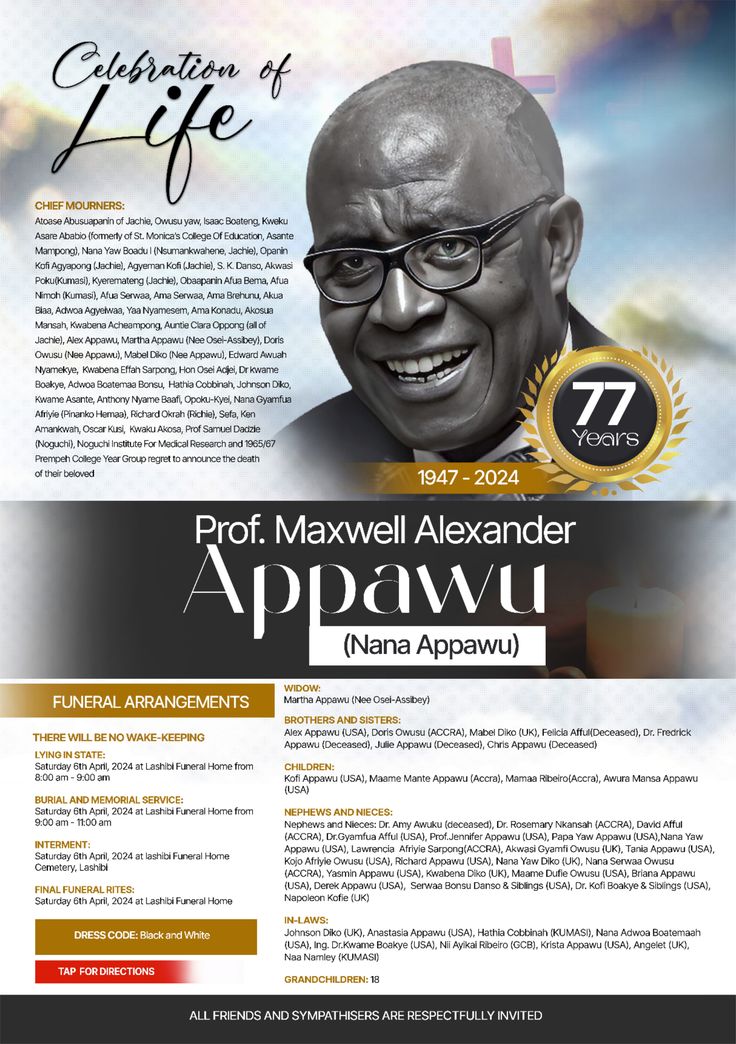 Celebration of
Life
CHIEF MOURNERS:
Atoase Abusuapanin of Jachie, Owusu yaw, Isaac Boateng, Kweku
Asare Ababio (formerly of St. Monica's College Of Education, Asante
Mampong), Nana Yaw Boadu I (Nsumankwahene, Jachie), Opanin
Kofi Agyapong (Jachie), Agyeman Kofi (Jachie), S. K. Danso, Akwasi
Poku(Kumasi), Kyeremateng (Jachie), Obaapanin Afua Bema, Afua
Nimoh (Kumasi), Afua Serwaa, Ama Serwaa, Ama Brehunu, Akua
Biaa, Adwoa Agyeiwaa, Yaa Nyamesem, Ama Konadu, Akosua
Mansah, Kwabena Acheampong, Auntie Clara Oppong (all of
Jachie), Alex Appawu, Martha Appawu (Nee Osei-Assibey), Doris
Owusu (Nee Appawu), Mabel Diko (Nee Appawu), Edward Awuah
Nyamekye, Kwabena Effah Sarpong, Hon Osei Adjei, Dr kwame
Boakye, Adwoa Boatemaa Bonsu, Hathia Cobbinah, Johnson Diko,
Kwame Asante, Anthony Nyame Baafi, Opoku-Kyei, Nana Gyamfua
Afriyie (Pinanko Hemaa), Richard Okrah (Richie), Sefa, Ken
Amankwah, Oscar Kusi, Kwaku Akosa, Prof Samuel Dadzie
(Noguchi), Noguchi Institute For Medical Research and 1965/67
Prempeh College Year Group regret to announce the death
of their beloved
77
Years
1947 - 2024
Prof. Maxwell Alexander
Appawu
(Nana Appawu)
FUNERAL ARRANGEMENTS
THERE WILL BE NO WAKE-KEEPING
LYING IN STATE:
Saturday 6th April, 2024 at Lashibi Funeral Home from
8:00 am - 9:00 am
BURIAL AND MEMORIAL SERVICE:
Saturday 6th April, 2024 at Lashibi Funeral Home from
9:00 am - 11:00 am
INTERMENT:
Saturday 6th April, 2024 at lashibi Funeral Home
Cemetery, Lashibi
FINAL FUNERAL RITES:
Saturday 6th April, 2024 at Lashibi Funeral Home
DRESS CODE: Black and White
TAP FOR DIRECTIONS
WIDOW:
Martha Appawu (Nee Osei-Assibey)
BROTHERS AND SISTERS:
Alex Appawu (USA), Doris Owusu (ACCRA), Mabel Diko (UK), Felicia Afful(Deceased), Dr. Fredrick
Appawu (Deceased), Julie Appawu (Deceased), Chris Appawu (Deceased)
CHILDREN:
Kofi Appawu (USA), Maame Mante Appawu (Accra), Mamaa Ribeiro(Accra), Awura Mansa Appawu
(USA)
NEPHEWS AND NIECES:
Nephews and Nieces: Dr. Amy Awuku (deceased), Dr. Rosemary Nkansah (ACCRA), David Afful
(ACCRA), Dr.Gyamfua Afful (USA), Prof.Jennifer Appawu (USA), Papa Yaw Appawu (USA),Nana Yaw
Appawu (USA), Lawrencia Afriyie Sarpong(ACCRA), Akwasi Gyamfi Owusu (UK), Tania Appawu (USA),
Kojo Afriyie Owusu (USA), Richard Appawu (USA), Nana Yaw Diko (UK), Nana Serwaa Owusu
(ACCRA), Yasmin Appawu (USA), Kwabena Diko (UK), Maame Dufie Owusu (USA), Briana Appawu
(USA), Derek Appawu (USA), Serwaa Bonsu Danso & Siblings (USA), Dr. Kofi Boakye & Siblings (USA),
Napoleon Kofie (UK)
IN-LAWS:
Johnson Diko (UK), Anastasia Appawu (USA), Hathia Cobbinah (KUMASI), Nana Adwoa Boatemaah
(USA), Ing. Dr.Kwame Boakye (USA), Nii Ayikai Ribeiro (GCB), Krista Appawu (USA), Angelet (UK),
Naa Namley (KUMASI)
GRANDCHILDREN: 18
ALL FRIENDS AND SYMPATHISERS ARE RESPECTFULLY INVITED